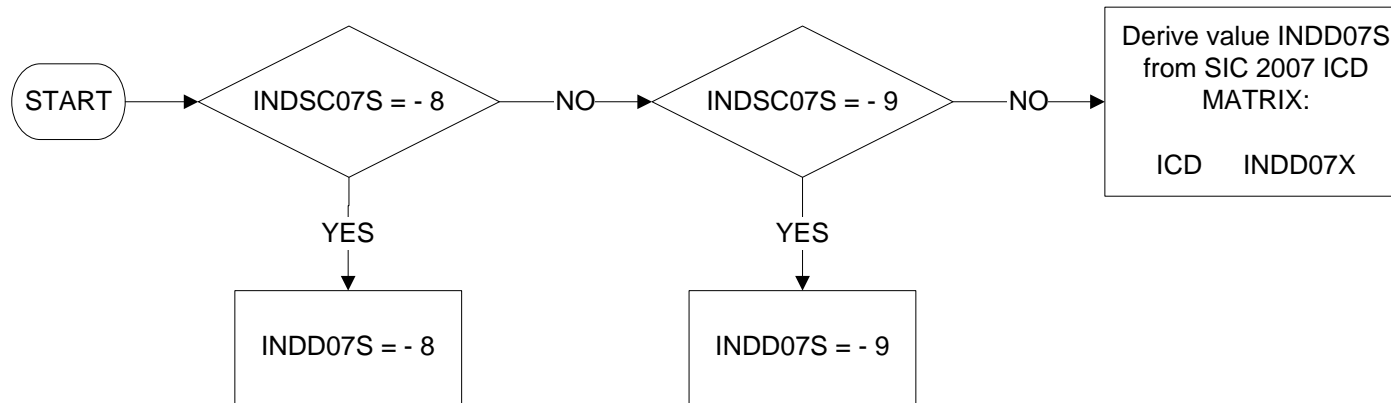 START
INDSC07S = - 8
NO
INDSC07S = - 9
NO
Derive value INDD07S
from SIC 2007 ICD
MATRIX:
ICD INDD07X
YES
YES
INDD07S = - 8
INDD07S = - 9